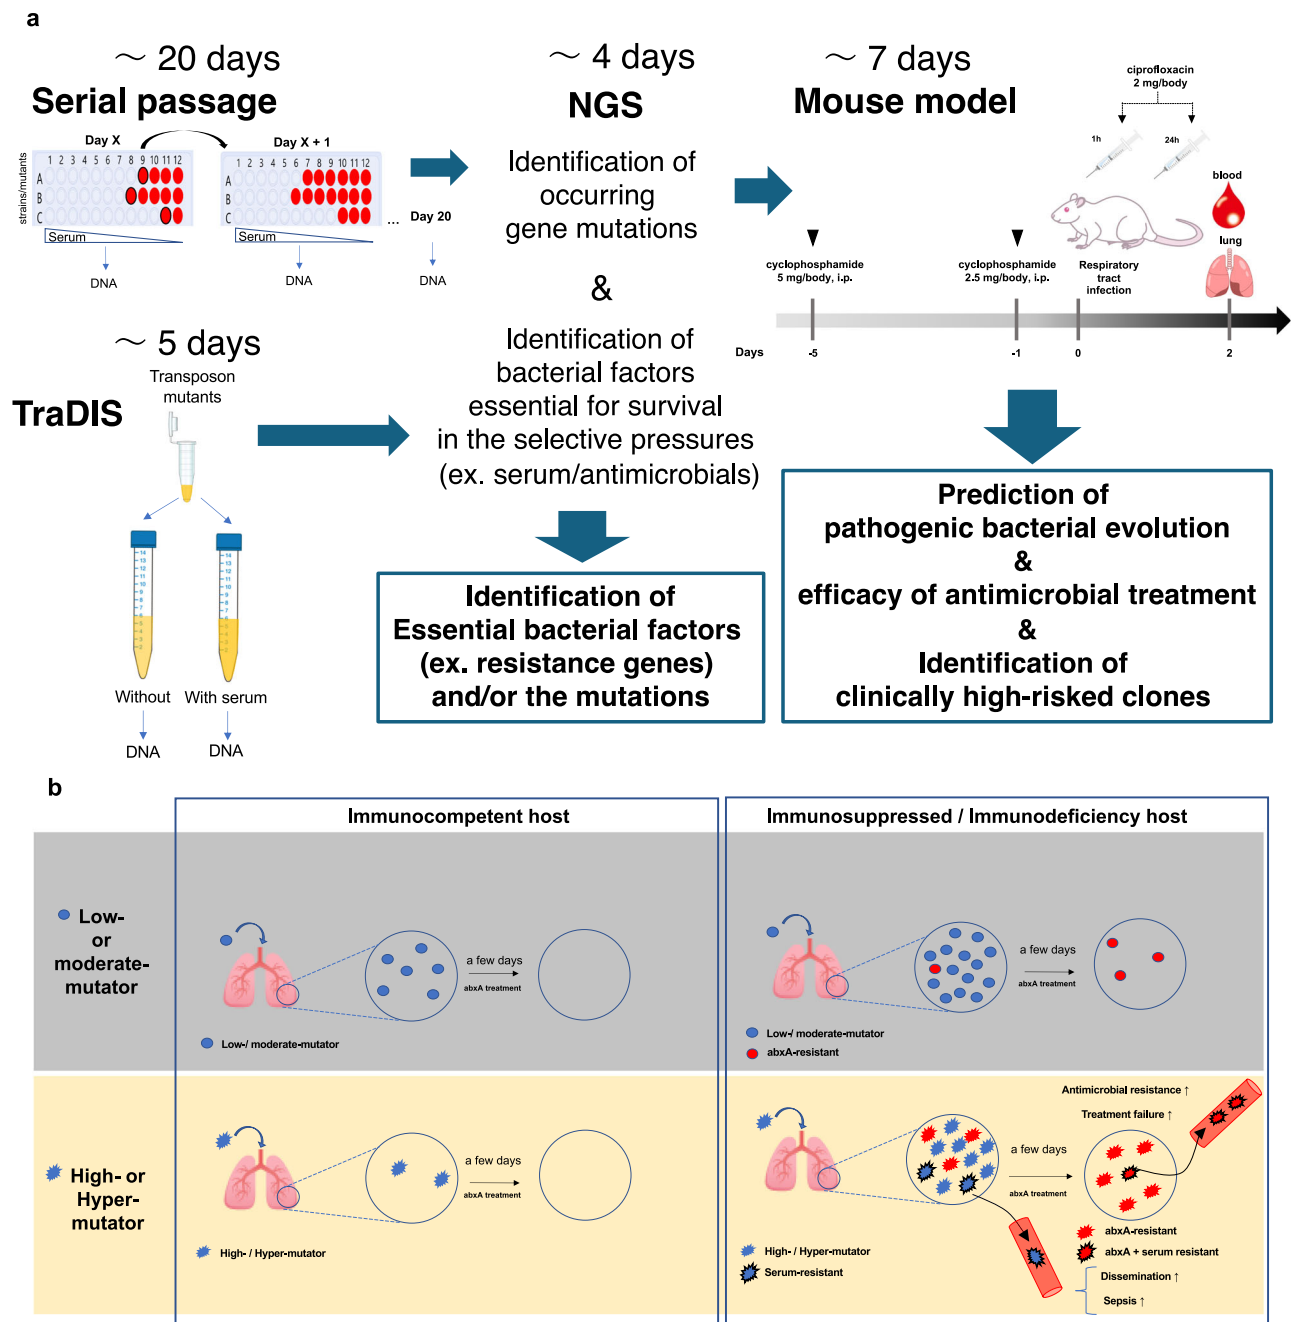 a
~ 20 days
Serial passage
Day X
Day X + 1
1 2 3 4 5 6 7 8 9 10 11 12
1 2 3 4 5 6 7 8 9 10 11 12
strains/mutants
A
B
C
A
B
C
Serum
Serum
... Day 20
DNA
DNA
DNA
~ 5 days
Transposon
mutants
TraDIS
Without
With serum
DNA
DNA
~ 4 days
NGS
Identification of
occurring
gene mutations
&
Identification of
bacterial factors
essential for survival
in the selective pressures
(ex. serum/antimicrobials)
Identification of
Essential bacterial factors
(ex. resistance genes)
and/or the mutations
~ 7 days
Mouse model
ciprofloxacin
2 mg/body
1h
24h
blood
lung
cyclophosphamide
5 mg/body, i.p.
cyclophosphamide
2.5 mg/body, i.p.
Respiratory
tract
infection
Days
-5
-1
0
2
Prediction of
pathogenic bacterial evolution
&
efficacy of antimicrobial treatment
&
Identification of
clinically high-risked clones
b
Immunocompetent host
Immunosuppressed / Immunodeficiency host
Low-
or
moderate-
mutator
a few days
abxA treatment
Low-/ moderate-mutator
a few days
abxA treatment
Low-/ moderate-mutator
abxA-resistant
High- or
Hyper-
mutator
a few days
abxA treatment
High- / Hyper-mutator
Antimicrobial resistance ↑
Treatment failure ↑
a few days
abxA treatment
High- / Hyper-mutator
Serum-resistant
abxA-resistant
abxA + serum resistant
Dissemination ↑
Sepsis ↑